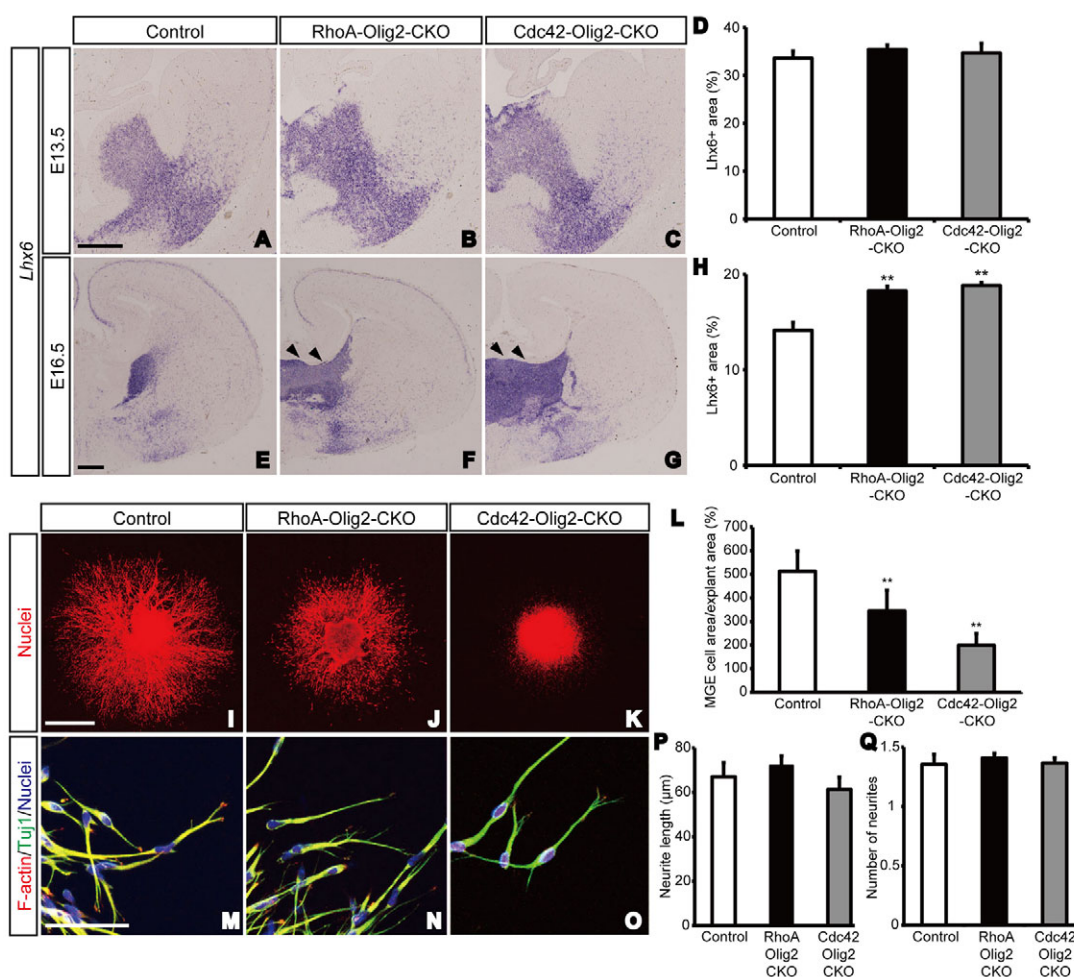 Control
RhoA-Olig2-CKO
Cdc42-Olig2-CKO
Lhx6
E13.5
A
B
C
D
Lhx6+ area (%)
40
30
20
10
0
Control
RhoA-Olig2
-CKO
Cdc42-Olig2
-CKO
E16.5
E
F
G
H
Lhx6+ area (%)
20
10
0
**
**
Control
RhoA-Olig2
-CKO
Cdc42-Olig2
-CKO
Control
RhoA-Olig2-CKO
Cdc42-Olig2-CKO
Nuclei
I
J
K
L
MGE cell area/explant area (%)
700
600
500
400
300
200
100
0
**
**
Control
RhoA-Olig2
-CKO
Cdc42-Olig2
-CKO
F-actin/Tuj1/Nuclei
M
N
O
P
Neurite length (μm)
80
60
40
20
0
Control
RhoA
Olig2
CKO
Cdc42
Olig2
CKO
Q
Number of neurites
1.5
1
0
Control
RhoA
Olig2
CKO
Cdc42
Olig2
CKO